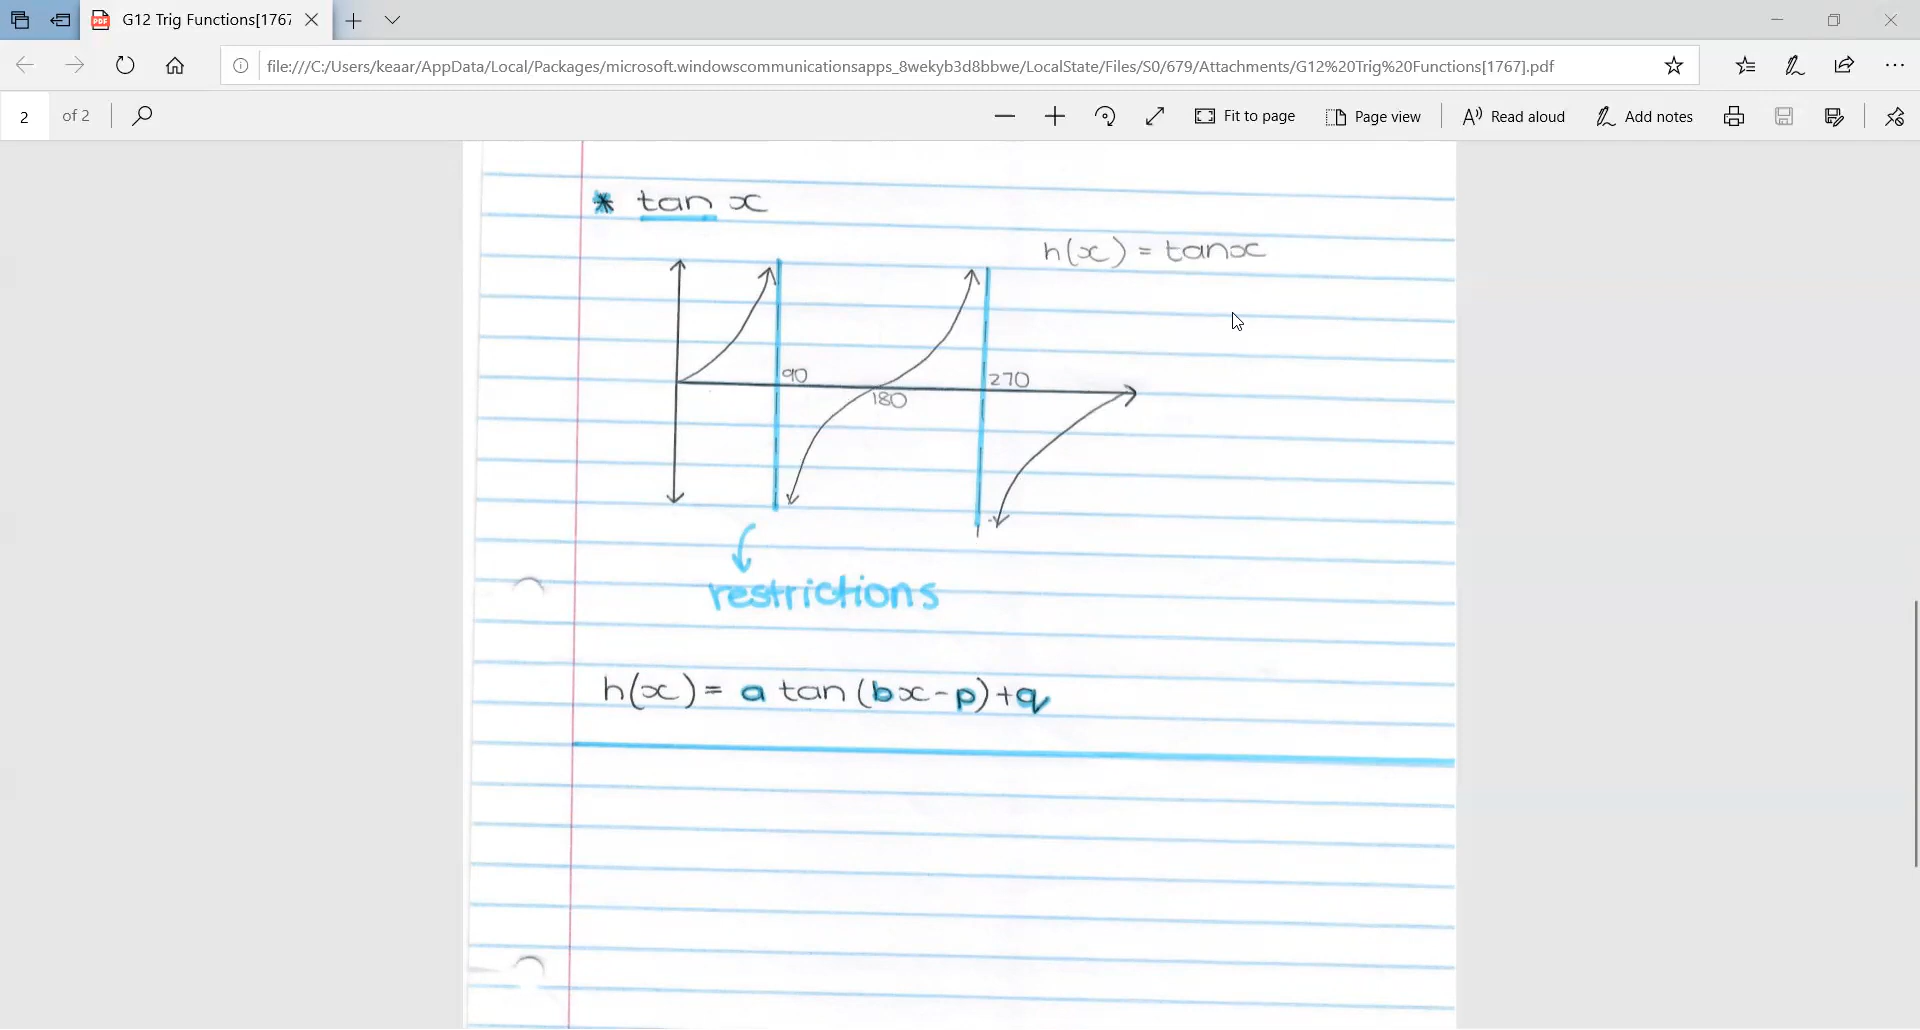 G12 Trig Functions[1767
file:///C:/Users/keaar/AppData/Local/Packages/microsoft.windowscommunicationsapps_8wekyb3d8bbwe/LocalState/Files/S0/679/Attachments/G12%20Trig%20Functions[1767].pdf
2 of 2 Fit to page Page view Read aloud Add notes
* tan x
h(x) = tanx
90
270
180
restrictions
h(x) = a tan (bx-p)+q